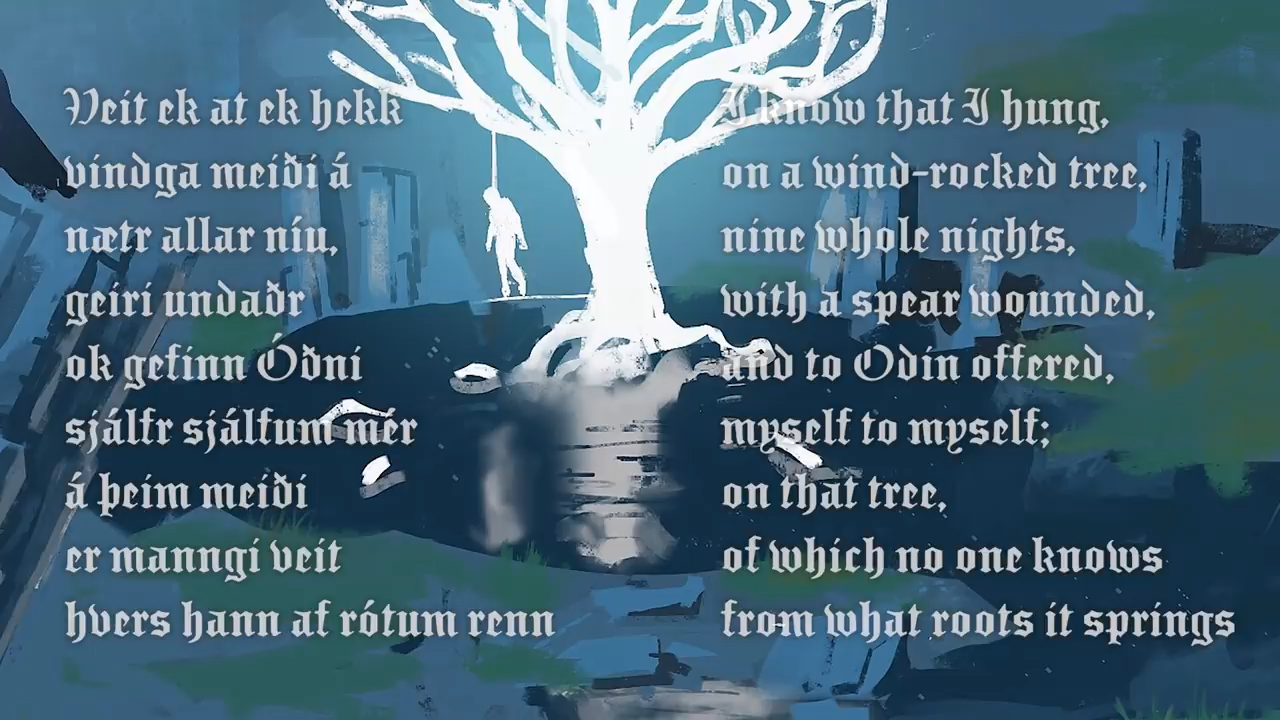 Veit ek at ek hekk
vindga meiði á
nætr allar níu,
geiri undaðr
ok gefinn Óðni
sjálfr sjálfum mér
á þeim meiði
er manngi veit
hvers hann af rótum renn
I know that I hung,
on a wind-rocked tree,
nine whole nights,
with a spear wounded,
and to Odin offered,
myself to myself;
on that tree,
of which no one knows
from what roots it springs